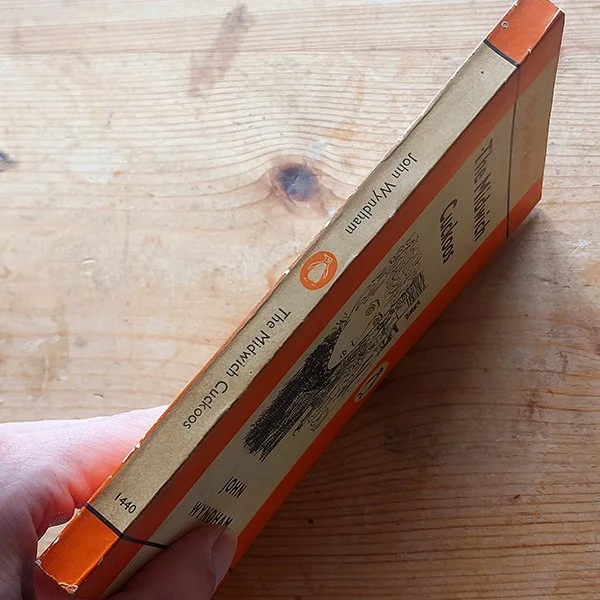 John Wyndham
The Midwich Cuckoos
1440
The Midwich
Cuckoos
JOHN
WYNDHAM